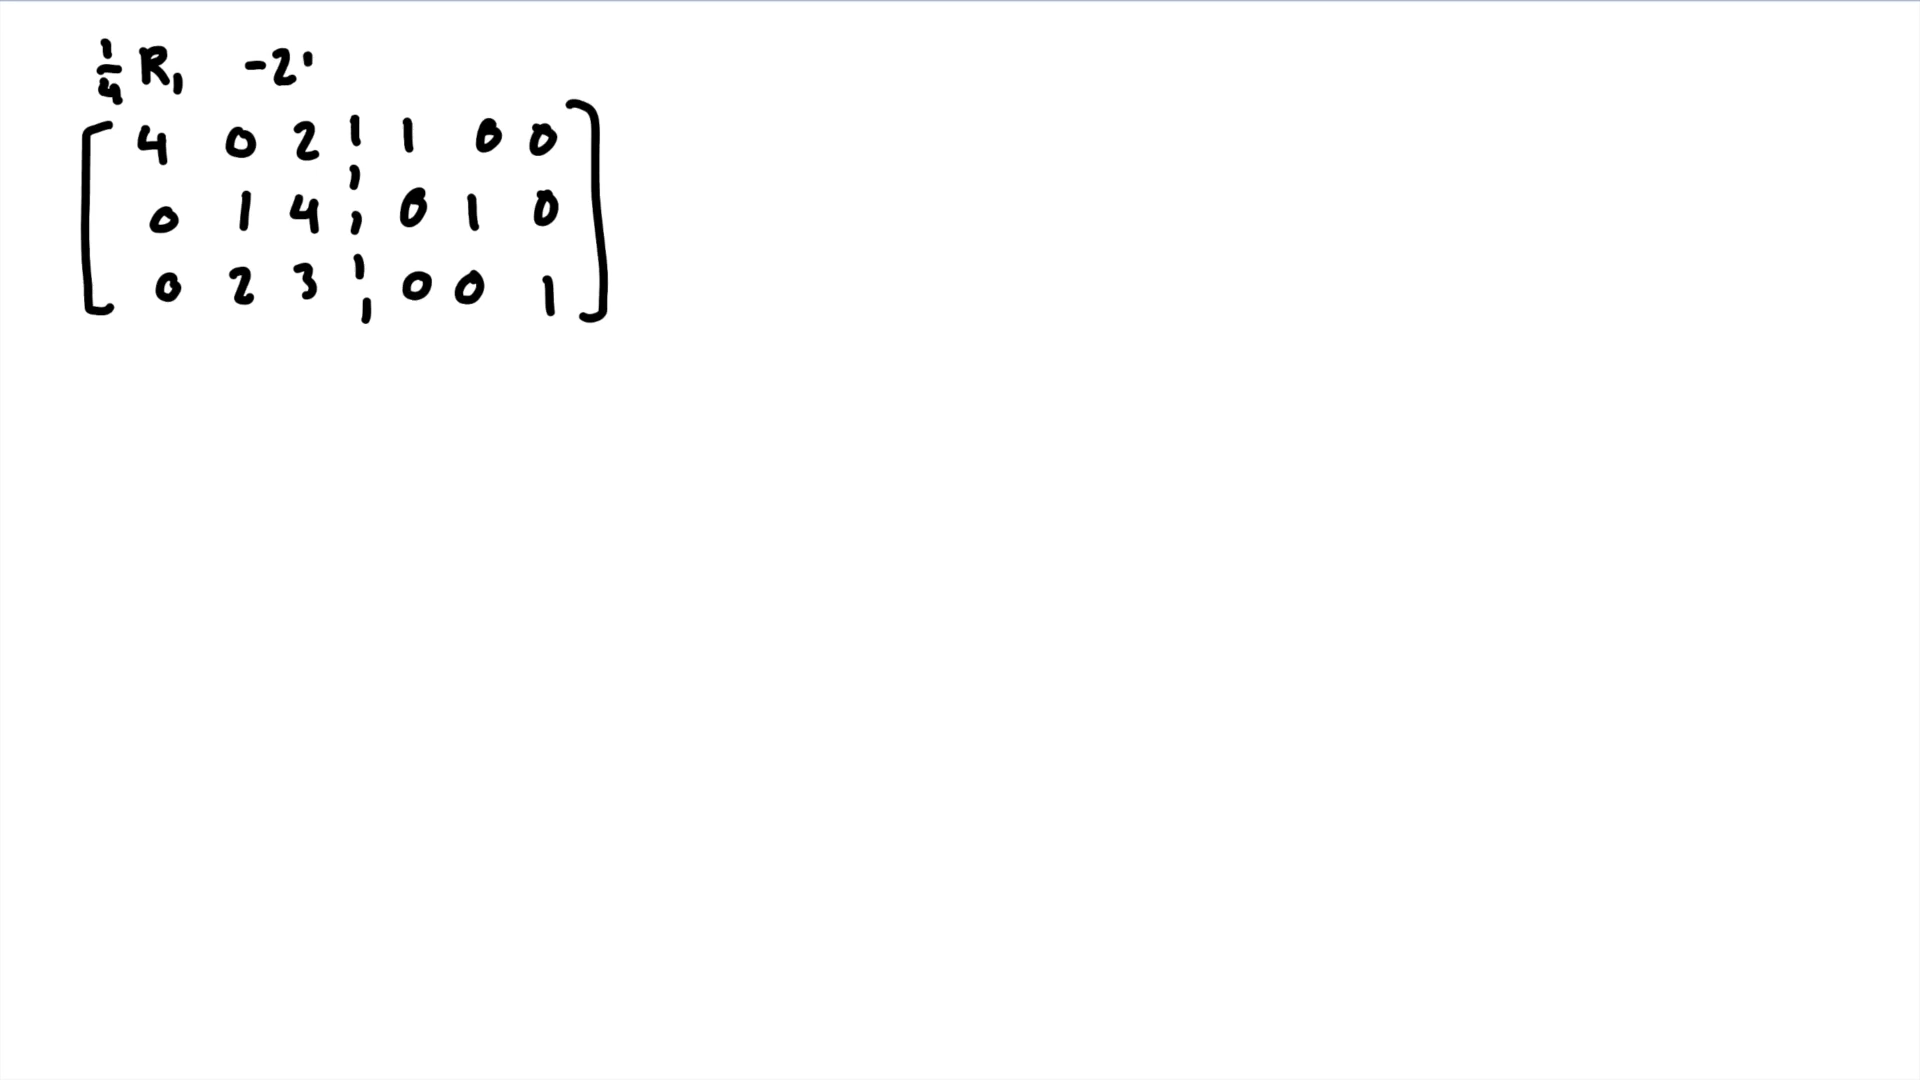 1/4 R₁ -2
4 0 2 ¦ 1 0 0
0 1 4 ¦ 0 1 0
0 2 3 ¦ 0 0 1